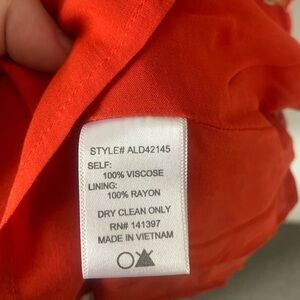 STYLE# ALD42145
SELF:
100% VISCOSE
LINING:
100% RAYON
DRY CLEAN ONLY
RN# 141397
MADE IN VIETNAM